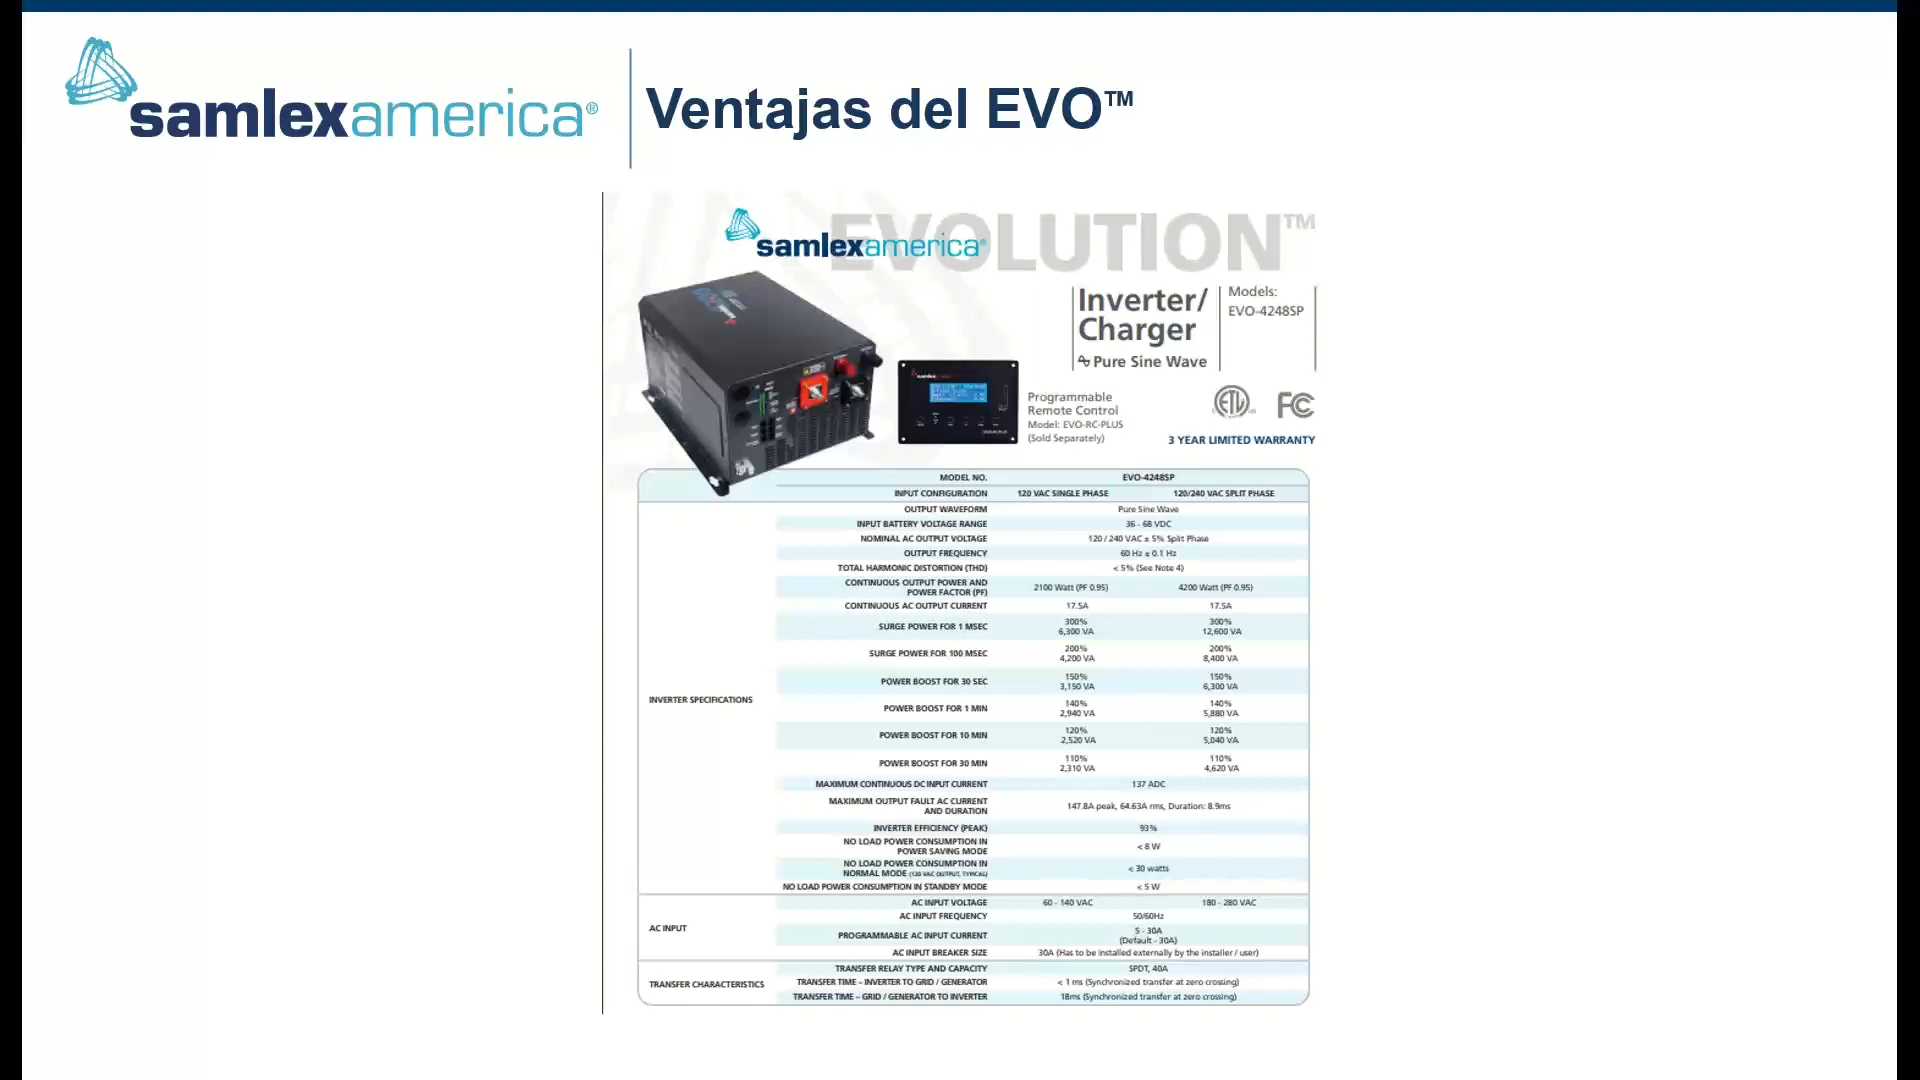 samlexamerica®
Ventajas del EVO™
EVOLUTION™
samlexamerica®
Inverter/
Charger
Pure Sine Wave
Models:
EVO-4248SP
Programmable
Remote Control
Model: EVO-RC-PLUS
(Sold Separately)
3 YEAR LIMITED WARRANTY
MODEL NO. EVO-4248SP
INPUT CONFIGURATION 120 VAC SINGLE PHASE 120/240 VAC SPLIT PHASE
INVERTER SPECIFICATIONS
OUTPUT WAVEFORM Pure Sine Wave
INPUT BATTERY VOLTAGE RANGE 36 - 68 VDC
NOMINAL AC OUTPUT VOLTAGE 120 / 240 VAC ± 5% Split Phase
OUTPUT FREQUENCY 60 Hz ± 0.1 Hz
TOTAL HARMONIC DISTORTION (THD) < 5% (See Note 4)
CONTINUOUS OUTPUT POWER AND
POWER FACTOR (PF) 2100 Watt (PF 0.95) 4200 Watt (PF 0.95)
CONTINUOUS AC OUTPUT CURRENT 17.5A 17.5A
SURGE POWER FOR 1 MSEC 300% 300%
6,300 VA 12,600 VA
SURGE POWER FOR 100 MSEC 200% 200%
4,200 VA 8,400 VA
POWER BOOST FOR 30 SEC 150% 150%
3,150 VA 6,300 VA
POWER BOOST FOR 1 MIN 140% 140%
2,940 VA 5,880 VA
POWER BOOST FOR 10 MIN 120% 120%
2,520 VA 5,040 VA
POWER BOOST FOR 30 MIN 110% 110%
2,310 VA 4,620 VA
MAXIMUM CONTINUOUS DC INPUT CURRENT 137 ADC
MAXIMUM OUTPUT FAULT AC CURRENT
AND DURATION 147.8A peak, 64.63A rms, Duration: 8.9ms
INVERTER EFFICIENCY (PEAK) 93%
NO LOAD POWER CONSUMPTION IN
POWER SAVING MODE < 8 W
NO LOAD POWER CONSUMPTION IN
NORMAL MODE (120 VAC OUTPUT, TYPICAL) < 30 watts
NO LOAD POWER CONSUMPTION IN STANDBY MODE < 5 W
AC INPUT
AC INPUT VOLTAGE 60 - 140 VAC 180 - 280 VAC
AC INPUT FREQUENCY 50/60Hz
PROGRAMMABLE AC INPUT CURRENT 5 - 30A
(Default - 30A)
AC INPUT BREAKER SIZE 30A (Has to be installed externally by the installer / user)
TRANSFER CHARACTERISTICS
TRANSFER RELAY TYPE AND CAPACITY SPDT, 40A
TRANSFER TIME – INVERTER TO GRID / GENERATOR < 1 ms (Synchronized transfer at zero crossing)
TRANSFER TIME – GRID / GENERATOR TO INVERTER 18ms (Synchronized transfer at zero crossing)